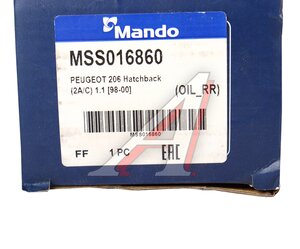 Mando
MSS016860
PEUGEOT 206 Hatchback
(2A/C) 1.1 [98-00]
(OIL_RR)
MSS016860
FF 1 PC EAC